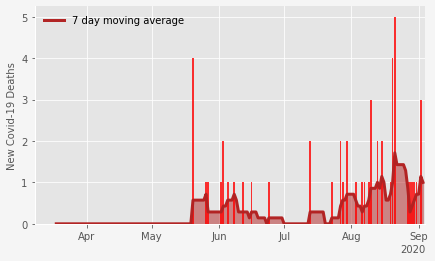 7 day moving average
New Covid-19 Deaths
5
4
3
2
1
0
Apr
May
Jun
Jul
Aug
Sep
2020